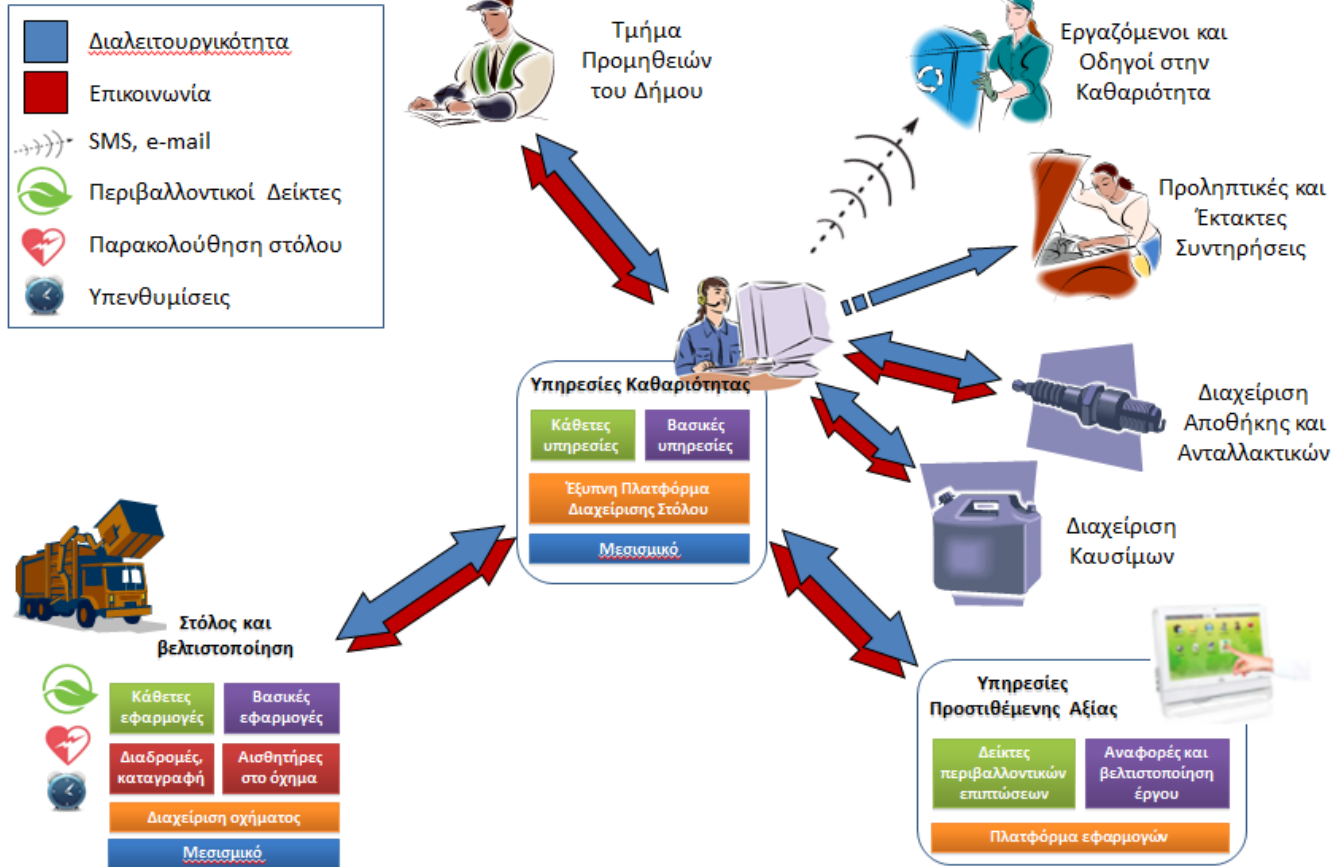 Διαλειτουργικότητα
Επικοινωνία
SMS, e-mail
Περιβαλλοντικοί Δείκτες
Παρακολούθηση στόλου
Υπενθυμίσεις
Τμήμα
Προμηθειών
του Δήμου
Εργαζόμενοι και
Οδηγοί στην
Καθαριότητα
Προληπτικές και
Έκτακτες
Συντηρήσεις
Διαχείριση
Αποθήκης και
Ανταλλακτικών
Διαχείριση
Καυσίμων
Υπηρεσίες Καθαριότητας
Κάθετες
υπηρεσίες
Βασικές
υπηρεσίες
Έξυπνη Πλατφόρμα
Διαχείρισης Στόλου
Μεσισμικό
Στόλος και
βελτιστοποίηση
Κάθετες
εφαρμογές
Βασικές
εφαρμογές
Διαδρομές,
καταγραφή
Αισθητήρες
στο όχημα
Διαχείριση οχήματος
Μεσισμικό
Υπηρεσίες
Προστιθέμενης Αξίας
Δείκτες
περιβαλλοντικών
επιπτώσεων
Αναφορές και
βελτιστοποίηση
έργου
Πλατφόρμα εφαρμογών